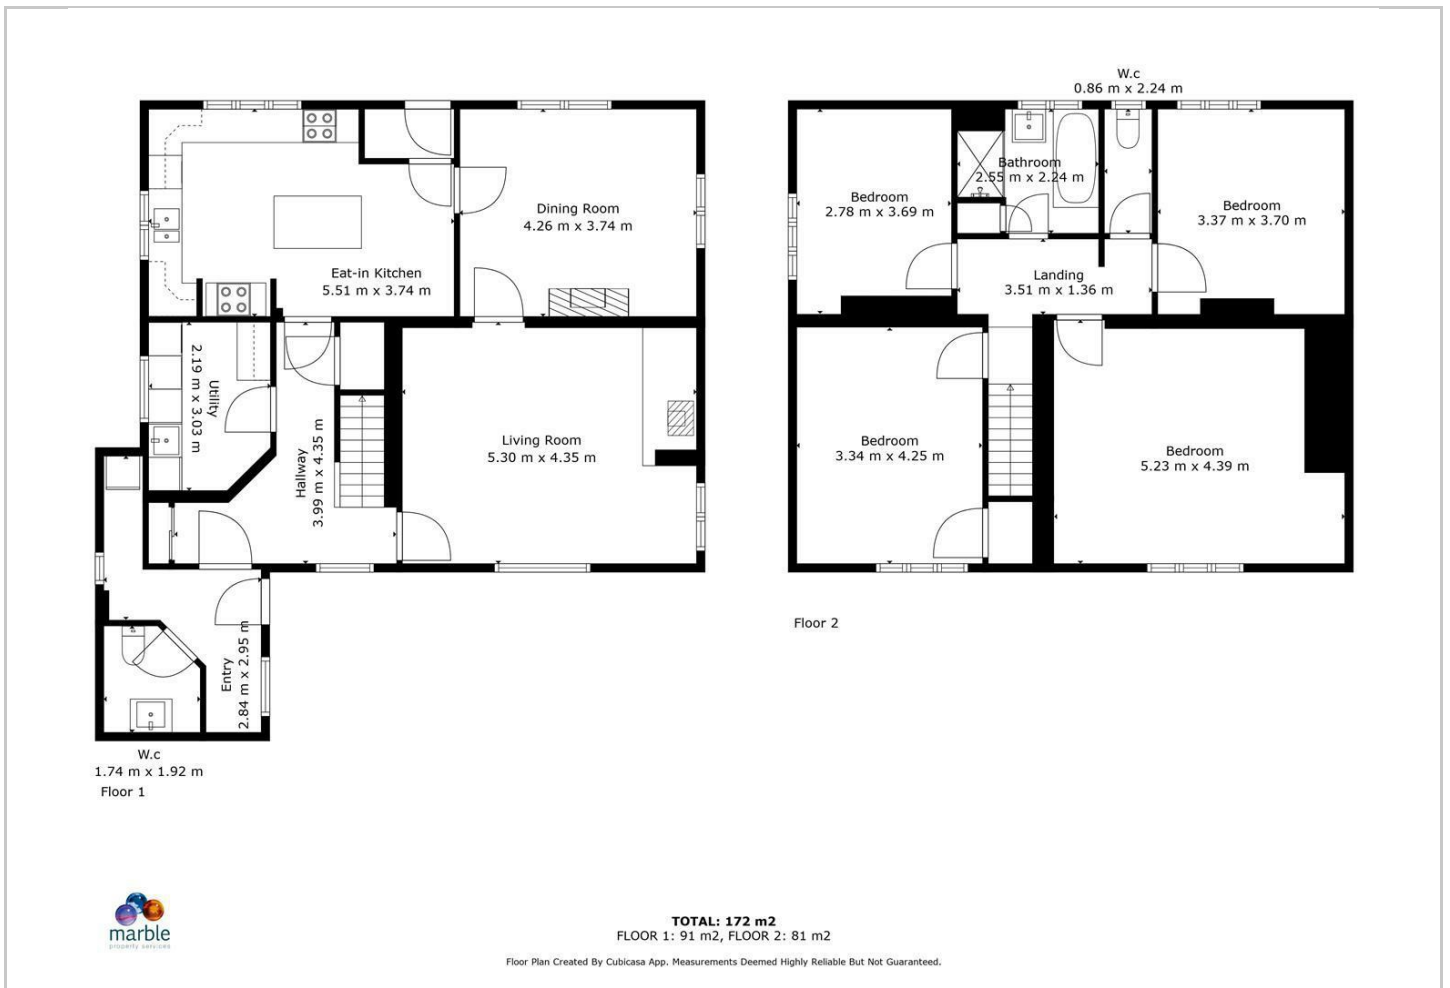 W.c
0.86 m x 2.24 m
Dining Room
4.26 m x 3.74 m
Eat-in Kitchen
5.51 m x 3.74 m
Utility
2.19 m x 3.03 m
Hallway
3.99 m x 4.35 m
Living Room
5.30 m x 4.35 m
Entry
2.84 m x 2.95 m
W.c
1.74 m x 1.92 m
Floor 1
Bedroom
2.78 m x 3.69 m
Bathroom
2.55 m x 2.24 m
Bedroom
3.37 m x 3.70 m
Landing
3.51 m x 1.36 m
Bedroom
3.34 m x 4.25 m
Bedroom
5.23 m x 4.39 m
Floor 2
marble
property services
TOTAL: 172 m2
FLOOR 1: 91 m2, FLOOR 2: 81 m2
Floor Plan Created By Cubicasa App. Measurements Deemed Highly Reliable But Not Guaranteed.